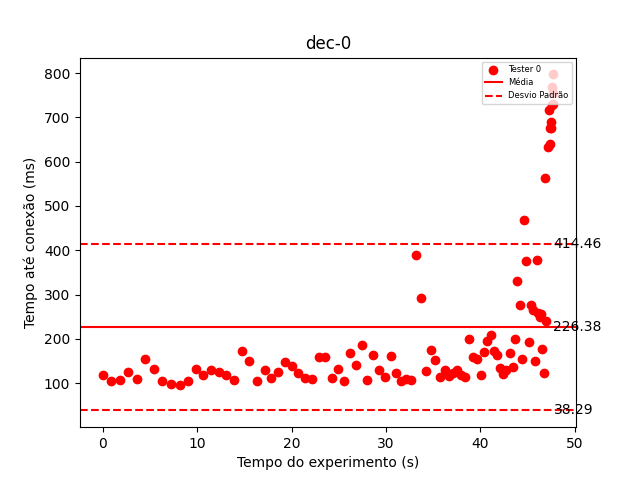 dec-0
Tester 0
Média
Desvio Padrão
800
700
600
500
400
300
200
100
414.46
226.38
38.29
Tempo até conexão (ms)
0
10
20
30
40
50
Tempo do experimento (s)